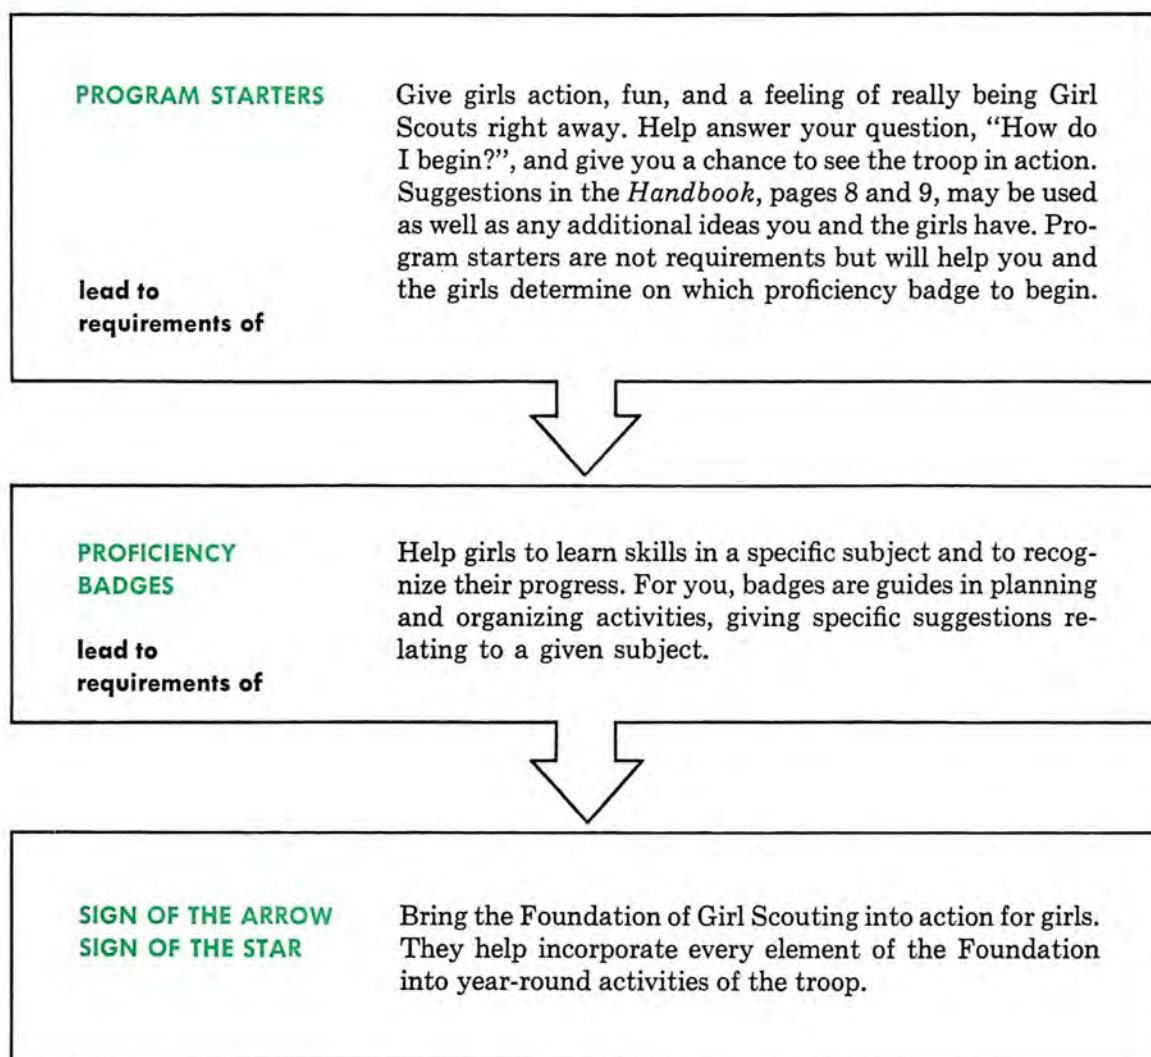 PROGRAM STARTERS
Give girls action, fun, and a feeling of really being Girl
Scouts right away. Help answer your question, “How do
I begin?”, and give you a chance to see the troop in action.
Suggestions in the Handbook, pages 8 and 9, may be used
as well as any additional ideas you and the girls have. Pro-
gram starters are not requirements but will help you and
the girls determine on which proficiency badge to begin.
lead to
requirements of
PROFICIENCY
BADGES
Help girls to learn skills in a specific subject and to recog-
nize their progress. For you, badges are guides in planning
and organizing activities, giving specific suggestions re-
lating to a given subject.
lead to
requirements of
SIGN OF THE ARROW
SIGN OF THE STAR
Bring the Foundation of Girl Scouting into action for girls.
They help incorporate every element of the Foundation
into year-round activities of the troop.